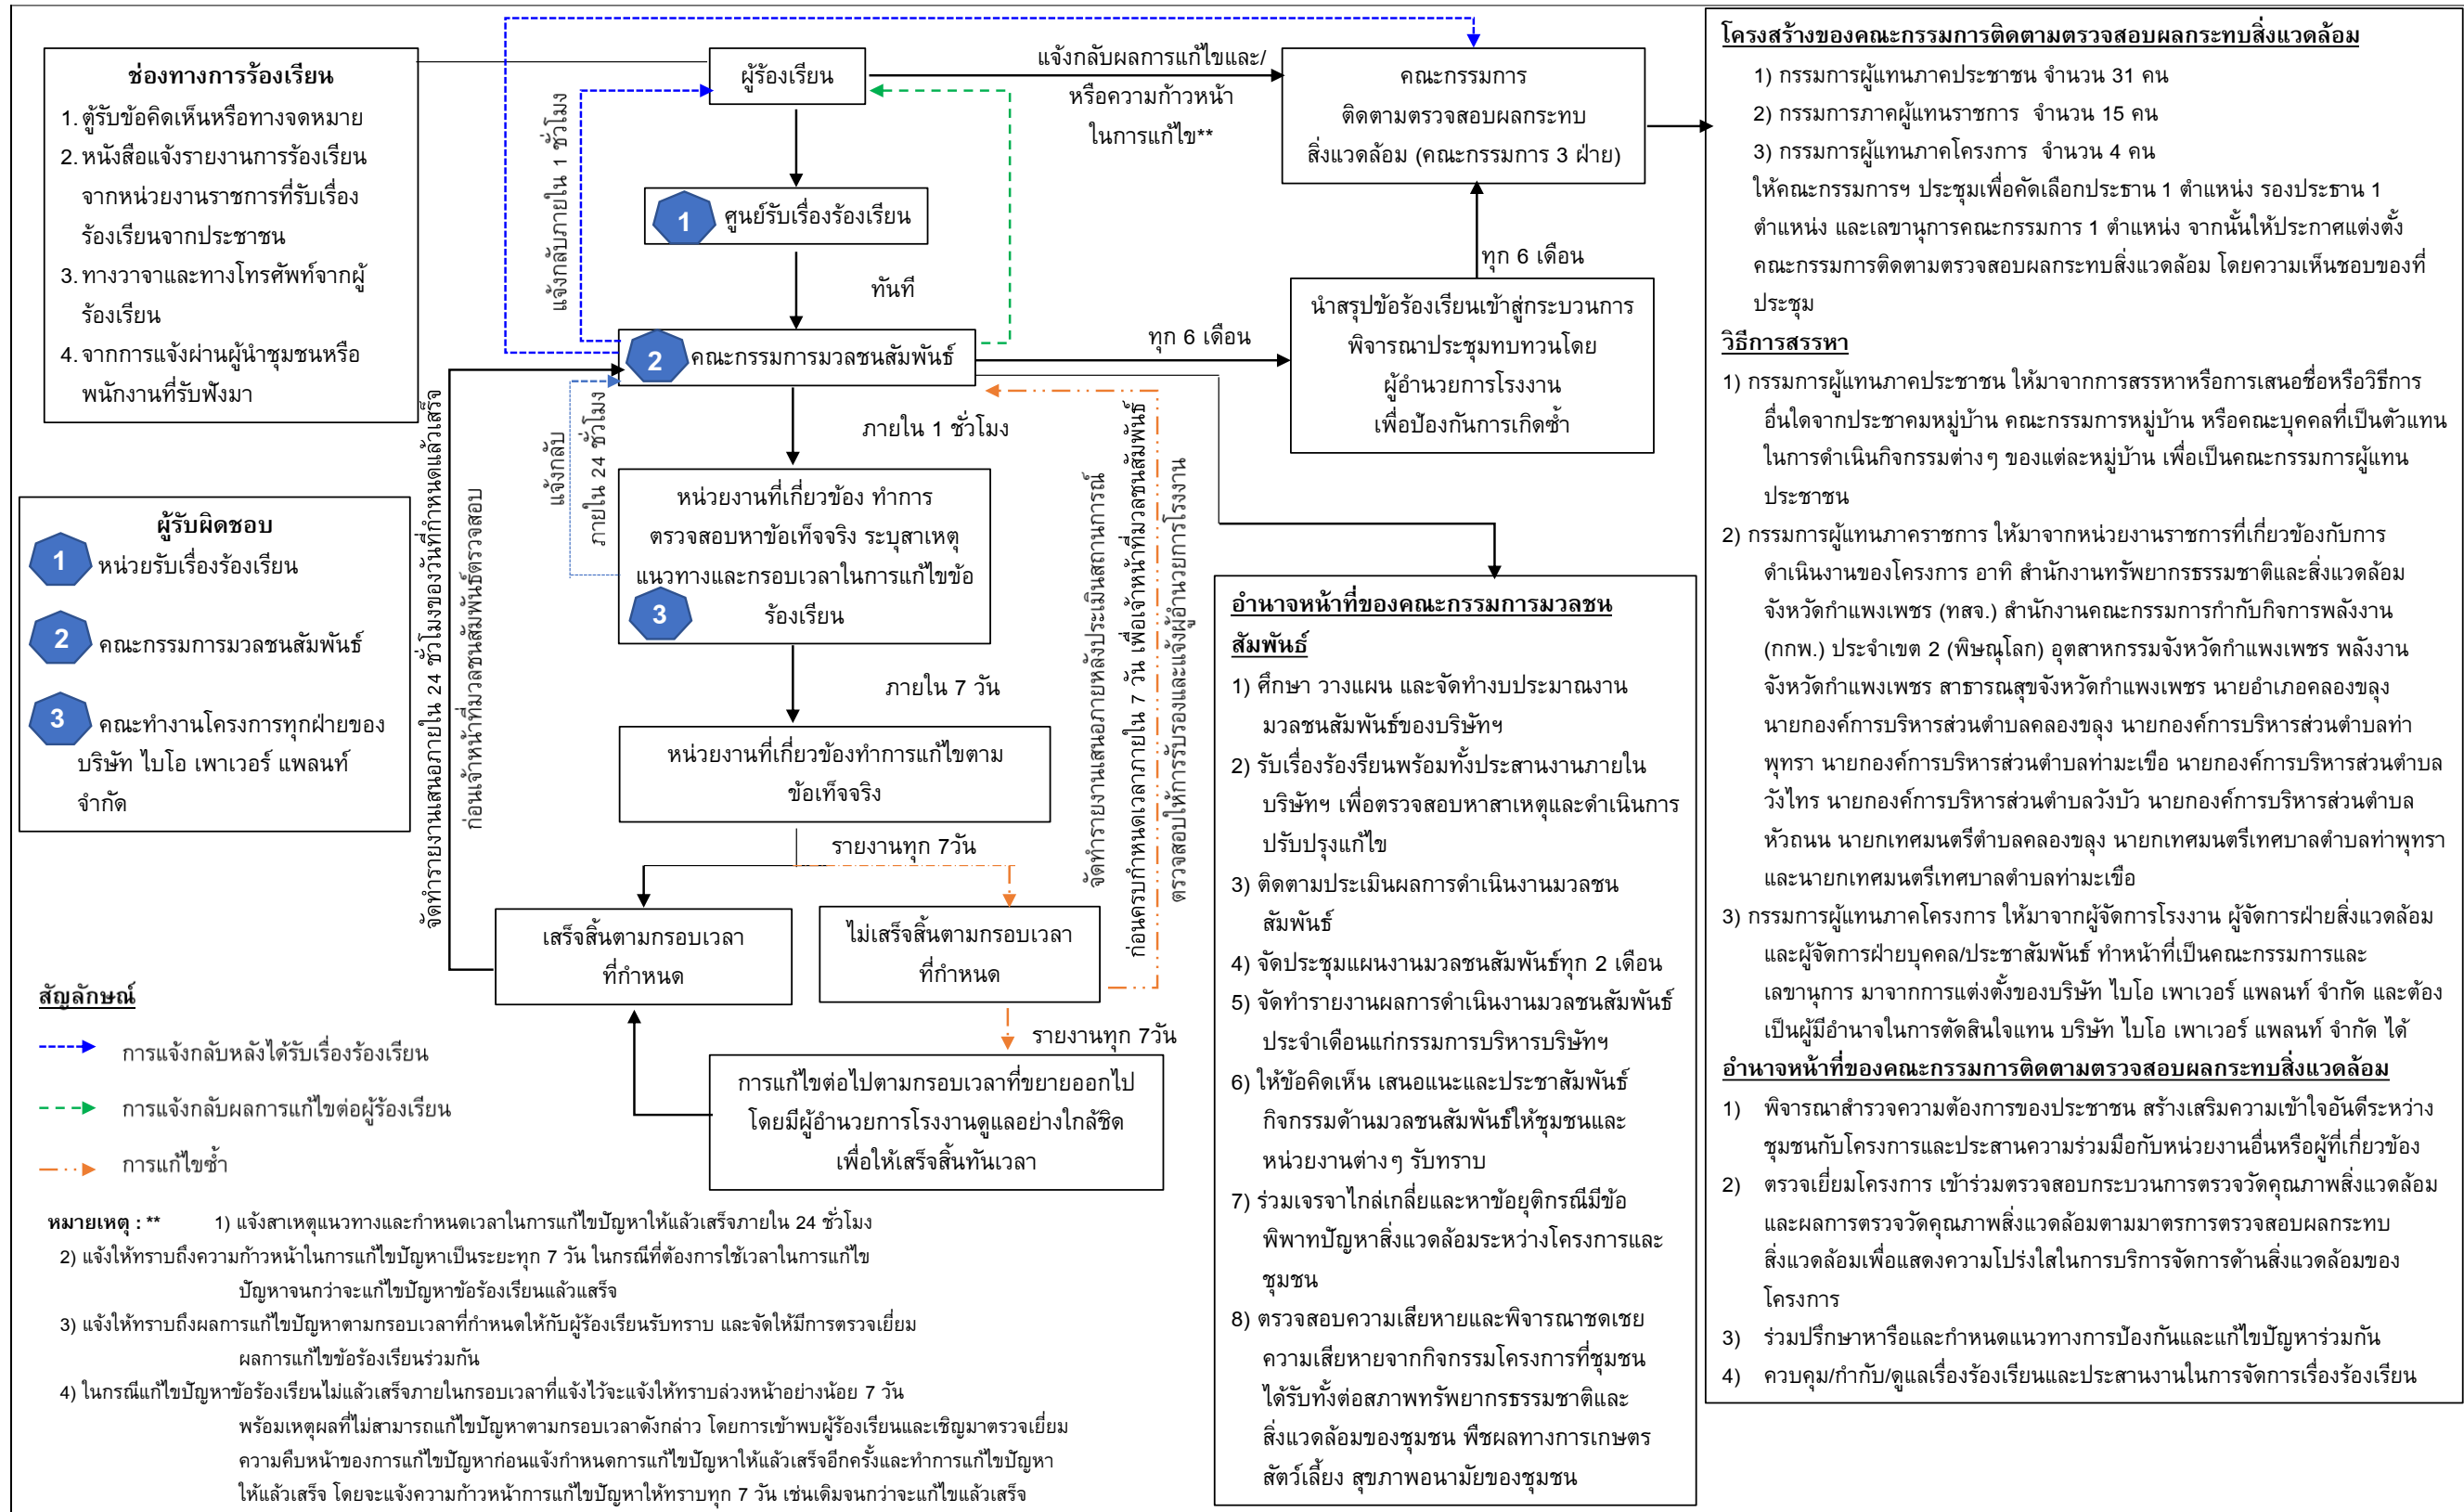 ช่องทางการร้องเรียน
1. ตู้รับข้อคิดเห็นหรือทางจดหมาย
2. หนังสือแจ้งรายงานการร้องเรียน
จากหน่วยงานราชการที่รับเรื่อง
ร้องเรียนจากประชาชน
3. ทางวาจาและทางโทรศัพท์จากผู้
ร้องเรียน
4. จากการแจ้งผ่านผู้นำชุมชนหรือ
พนักงานที่รับฟังมา
ผู้รับผิดชอบ
1 หน่วยรับเรื่องร้องเรียน
2 คณะกรรมการมวลชนสัมพันธ์
3 คณะทำงานโครงการทุกฝ่ายของ
บริษัท ไบโอ เพาเวอร์ แพลนท์
จำกัด
ผู้ร้องเรียน
แจ้งกลับผลการแก้ไขและ/
หรือความก้าวหน้า
ในการแก้ไข**
คณะกรรมการ
ติดตามตรวจสอบผลกระทบ
สิ่งแวดล้อม (คณะกรรมการ 3 ฝ่าย)
แจ้งกลับภายใน 1 ชั่วโมง
1 ศูนย์รับเรื่องร้องเรียน
ทันที
2 คณะกรรมการมวลชนสัมพันธ์
ทุก 6 เดือน
ทุก 6 เดือน
นำสรุปข้อร้องเรียนเข้าสู่กระบวนการ
พิจารณาประชุมทบทวนโดย
ผู้อำนวยการโรงงาน
เพื่อป้องกันการเกิดซ้ำ
ภายใน 1 ชั่วโมง
แจ้งกลับ
ภายใน 24 ชั่วโมง
หน่วยงานที่เกี่ยวข้อง ทำการ
ตรวจสอบหาข้อเท็จจริง ระบุสาเหตุ
แนวทางและกรอบเวลาในการแก้ไขข้อ
ร้องเรียน
3
ภายใน 7 วัน
หน่วยงานที่เกี่ยวข้องทำการแก้ไขตาม
ข้อเท็จจริง
รายงานทุก 7วัน
เสร็จสิ้นตามกรอบเวลา
ที่กำหนด
ไม่เสร็จสิ้นตามกรอบเวลา
ที่กำหนด
รายงานทุก 7วัน
การแก้ไขต่อไปตามกรอบเวลาที่ขยายออกไป
โดยมีผู้อำนวยการโรงงานดูแลอย่างใกล้ชิด
เพื่อให้เสร็จสิ้นทันเวลา
จัดทำรายงานเสนอภายใน 24 ชั่วโมงของวันที่กำหนดแล้วเสร็จ
ก่อนเจ้าหน้าที่มวลชนสัมพันธ์ตรวจสอบ
จัดทำรายงานเสนอภายหลังประเมินสถานการณ์
ก่อนครบกำหนดเวลาภายใน 7 วัน เพื่อเจ้าหน้าที่มวลชนสัมพันธ์
ตรวจสอบให้การรับรองและแจ้งผู้อำนวยการโรงงาน
สัญลักษณ์
การแจ้งกลับหลังได้รับเรื่องร้องเรียน
การแจ้งกลับผลการแก้ไขต่อผู้ร้องเรียน
การแก้ไขซ้ำ
หมายเหตุ : ** 1) แจ้งสาเหตุแนวทางและกำหนดเวลาในการแก้ไขปัญหาให้แล้วเสร็จภายใน 24 ชั่วโมง
2) แจ้งให้ทราบถึงความก้าวหน้าในการแก้ไขปัญหาเป็นระยะทุก 7 วัน ในกรณีที่ต้องการใช้เวลาในการแก้ไข
ปัญหาจนกว่าจะแก้ไขปัญหาข้อร้องเรียนแล้วแสร็จ
3) แจ้งให้ทราบถึงผลการแก้ไขปัญหาตามกรอบเวลาที่กำหนดให้กับผู้ร้องเรียนรับทราบ และจัดให้มีการตรวจเยี่ยม
ผลการแก้ไขข้อร้องเรียนร่วมกัน
4) ในกรณีแก้ไขปัญหาข้อร้องเรียนไม่แล้วเสร็จภายในกรอบเวลาที่แจ้งไว้จะแจ้งให้ทราบล่วงหน้าอย่างน้อย 7 วัน
พร้อมเหตุผลที่ไม่สามารถแก้ไขปัญหาตามกรอบเวลาดังกล่าว โดยการเข้าพบผู้ร้องเรียนและเชิญมาตรวจเยี่ยม
ความคืบหน้าของการแก้ไขปัญหาก่อนแจ้งกำหนดการแก้ไขปัญหาให้แล้วเสร็จอีกครั้งและทำการแก้ไขปัญหา
ให้แล้วเสร็จ โดยจะแจ้งความก้าวหน้าการแก้ไขปัญหาให้ทราบทุก 7 วัน เช่นเดิมจนกว่าจะแก้ไขแล้วเสร็จ
อำนาจหน้าที่ของคณะกรรมการมวลชน
สัมพันธ์
1) ศึกษา วางแผน และจัดทำงบประมาณงาน
มวลชนสัมพันธ์ของบริษัทฯ
2) รับเรื่องร้องเรียนพร้อมทั้งประสานงานภายใน
บริษัทฯ เพื่อตรวจสอบหาสาเหตุและดำเนินการ
ปรับปรุงแก้ไข
3) ติดตามประเมินผลการดำเนินงานมวลชน
สัมพันธ์
4) จัดประชุมแผนงานมวลชนสัมพันธ์ทุก 2 เดือน
5) จัดทำรายงานผลการดำเนินงานมวลชนสัมพันธ์
ประจำเดือนแก่กรรมการบริหารบริษัทฯ
6) ให้ข้อคิดเห็น เสนอแนะและประชาสัมพันธ์
กิจกรรมด้านมวลชนสัมพันธ์ให้ชุมชนและ
หน่วยงานต่างๆ รับทราบ
7) ร่วมเจรจาไกล่เกลี่ยและหาข้อยุติกรณีมีข้อ
พิพาทปัญหาสิ่งแวดล้อมระหว่างโครงการและ
ชุมชน
8) ตรวจสอบความเสียหายและพิจารณาชดเชย
ความเสียหายจากกิจกรรมโครงการที่ชุมชน
ได้รับทั้งต่อสภาพทรัพยากรธรรมชาติและ
สิ่งแวดล้อมของชุมชน พืชผลทางการเกษตร
สัตว์เลี้ยง สุขภาพอนามัยของชุมชน
โครงสร้างของคณะกรรมการติดตามตรวจสอบผลกระทบสิ่งแวดล้อม
1) กรรมการผู้แทนภาคประชาชน จำนวน 31 คน
2) กรรมการภาคผู้แทนราชการ จำนวน 15 คน
3) กรรมการผู้แทนภาคโครงการ จำนวน 4 คน
ให้คณะกรรมการฯ ประชุมเพื่อคัดเลือกประธาน 1 ตำแหน่ง รองประธาน 1
ตำแหน่ง และเลขานุการคณะกรรมการ 1 ตำแหน่ง จากนั้นให้ประกาศแต่งตั้ง
คณะกรรมการติดตามตรวจสอบผลกระทบสิ่งแวดล้อม โดยความเห็นชอบของที่
ประชุม
วิธีการสรรหา
1) กรรมการผู้แทนภาคประชาชน ให้มาจากการสรรหาหรือการเสนอชื่อหรือวิธีการ
อื่นใดจากประชาคมหมู่บ้าน คณะกรรมการหมู่บ้าน หรือคณะบุคคลที่เป็นตัวแทน
ในการดำเนินกิจกรรมต่างๆ ของแต่ละหมู่บ้าน เพื่อเป็นคณะกรรมการผู้แทน
ประชาชน
2) กรรมการผู้แทนภาคราชการ ให้มาจากหน่วยงานราชการที่เกี่ยวข้องกับการ
ดำเนินงานของโครงการ อาทิ สำนักงานทรัพยากรธรรมชาติและสิ่งแวดล้อม
จังหวัดกำแพงเพชร (ทสจ.) สำนักงานคณะกรรมการกำกับกิจการพลังงาน
(กกพ.) ประจำเขต 2 (พิษณุโลก) อุตสาหกรรมจังหวัดกำแพงเพชร พลังงาน
จังหวัดกำแพงเพชร สาธารณสุขจังหวัดกำแพงเพชร นายอำเภอคลองขลุง
นายกองค์การบริหารส่วนตำบลคลองขลุง นายกองค์การบริหารส่วนตำบลท่า
พุทรา นายกองค์การบริหารส่วนตำบลท่ามะเขือ นายกองค์การบริหารส่วนตำบล
วังไทร นายกองค์การบริหารส่วนตำบลวังบัว นายกองค์การบริหารส่วนตำบล
หัวถนน นายกเทศมนตรีตำบลคลองขลุง นายกเทศมนตรีเทศบาลตำบลท่าพุทรา
และนายกเทศมนตรีเทศบาลตำบลท่ามะเขือ
3) กรรมการผู้แทนภาคโครงการ ให้มาจากผู้จัดการโรงงาน ผู้จัดการฝ่ายสิ่งแวดล้อม
และผู้จัดการฝ่ายบุคคล/ประชาสัมพันธ์ ทำหน้าที่เป็นคณะกรรมการและ
เลขานุการ มาจากการแต่งตั้งของบริษัท ไบโอ เพาเวอร์ แพลนท์ จำกัด และต้อง
เป็นผู้มีอำนาจในการตัดสินใจแทน บริษัท ไบโอ เพาเวอร์ แพลนท์ จำกัด ได้
อำนาจหน้าที่ของคณะกรรมการติดตามตรวจสอบผลกระทบสิ่งแวดล้อม
1) พิจารณาสำรวจความต้องการของประชาชน สร้างเสริมความเข้าใจอันดีระหว่าง
ชุมชนกับโครงการและประสานความร่วมมือกับหน่วยงานอื่นหรือผู้ที่เกี่ยวข้อง
2) ตรวจเยี่ยมโครงการ เข้าร่วมตรวจสอบกระบวนการตรวจวัดคุณภาพสิ่งแวดล้อม
และผลการตรวจวัดคุณภาพสิ่งแวดล้อมตามมาตรการตรวจสอบผลกระทบ
สิ่งแวดล้อมเพื่อแสดงความโปร่งใสในการบริการจัดการด้านสิ่งแวดล้อมของ
โครงการ
3) ร่วมปรึกษาหารือและกำหนดแนวทางการป้องกันและแก้ไขปัญหาร่วมกัน
4) ควบคุม/กำกับ/ดูแลเรื่องร้องเรียนและประสานงานในการจัดการเรื่องร้องเรียน